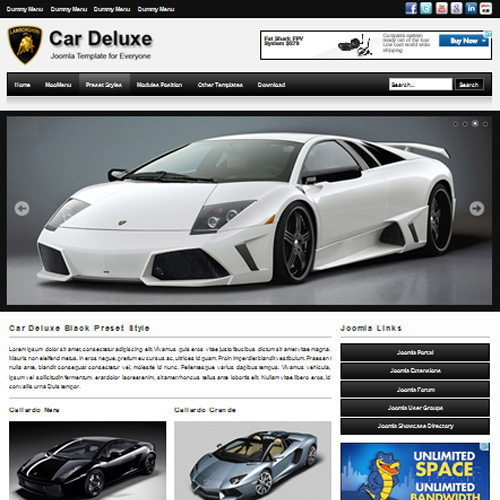 Dummy Menu Dummy Menu Dummy Menu Dummy Menu
LAMBORGHINI
Car Deluxe
Joomla Template for Everyone
Fat Shark FPV
System $279
Complete system
ready out of the box
Buy Now
Home MooMenu Preset Styles Modules Position Other Templates Download
Search... Search
Car Deluxe Black Preset Style
Lorem ipsum dolor sit amet, consectetur adipiscing elit. Vivamus quis eros vitae justo faucibus dictum sit amet vitae magna.
Mauris non eleifend metus. In eros neque, pretium eu cursus ac, ultrices id quam. Proin imperdiet blandit vestibulum. Praesen t
nulla ante, blandit consequat consectetur vel, molestie id nunc. Pellentesque varius dapibus tempus. Vivamus vehicula,
ipsum vel sollicitudin fermentum, erat dolor laoreet enim, sit amet rhoncus tellus ante lobortis elit. Nullam vitae libero eros, id
convallis urna Duis tempor.
Gallardo Nera
Gallardo Grande
Joomla Links
Joomla Portal
Joomla Extensions
Joomla Forum
Joomla User Groups
Joomla Showcase Directory
UNLIMITED
SPACE
UNLIMITED
BANDWIDTH